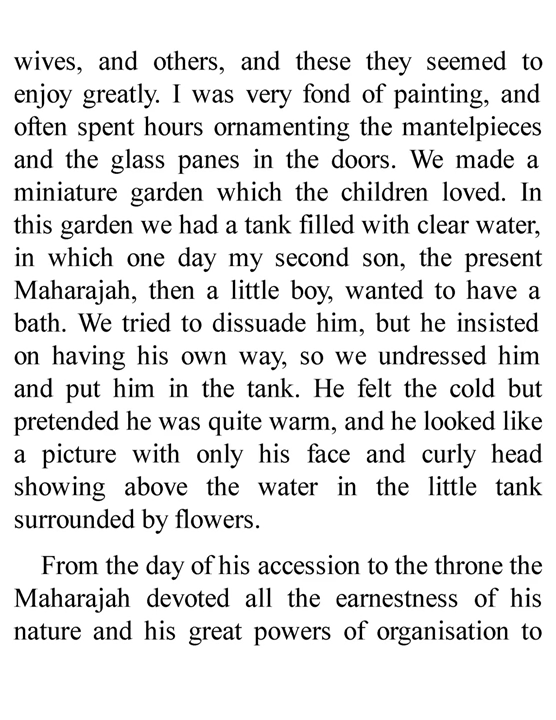 wives, and others, and these they seemed to
enjoy greatly. I was very fond of painting, and
often spent hours ornamenting the mantelpieces
and the glass panes in the doors. We made a
miniature garden which the children loved. In
this garden we had a tank filled with clear water,
in which one day my second son, the present
Maharajah, then a little boy, wanted to have a
bath. We tried to dissuade him, but he insisted
on having his own way, so we undressed him
and put him in the tank. He felt the cold but
pretended he was quite warm, and he looked like
a picture with only his face and curly head
showing above the water in the little tank
surrounded by flowers.
From the day of his accession to the throne the
Maharajah devoted all the earnestness of his
nature and his great powers of organisation to